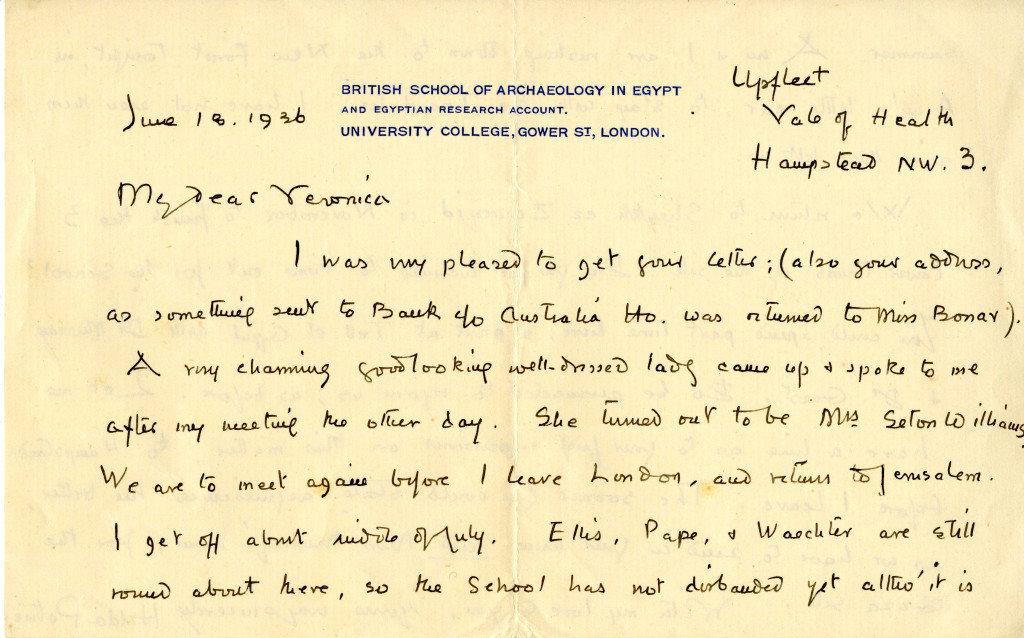 BRITISH SCHOOL OF ARCHAEOLOGY IN EGYPT
AND EGYPTIAN RESEARCH ACCOUNT.
UNIVERSITY COLLEGE, GOWER ST, LONDON.
June 18. 1936
Upfleet
Vale of Health
Hampstead NW. 3.
My dear Veronica
I was very pleased to get your letter; (also your address,
as something sent to Bank c/o Australia Ho. was returned to Miss Bonar).
A very charming goodlooking well-dressed lady came up & spoke to me
after my meeting the other day. She turned out to be Mrs Seton Williams
We are to meet again before I leave London, and return to Jerusalem.
I get off about middle of July. Ellis, Pape, & Waechter are still
round about here, so the School has not disbanded yet altho' it is